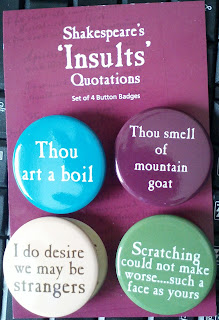 Shakespeare's
'Insults'
Quotations
Set of 4 Button Badges
Thou
art a boil
Thou smell
of
mountain
goat
I do desire
we may be
strangers
Scratching
could not make
worse....such a
face as yours